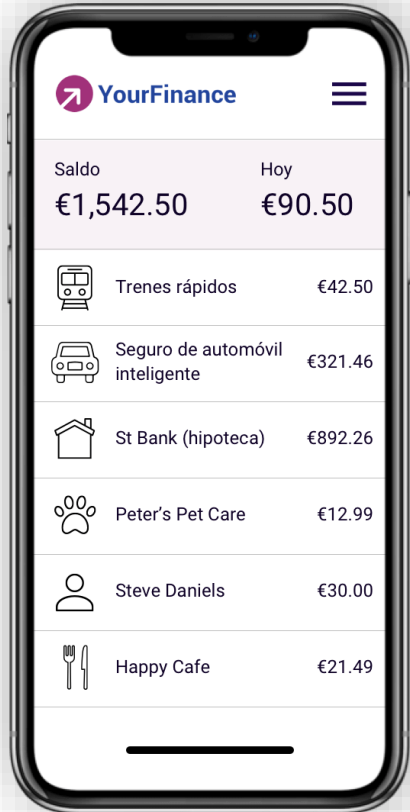 YourFinance
Saldo
Hoy
€1,542.50
€90.50
Trenes rápidos
€42.50
Seguro de automóvil
inteligente
€321.46
St Bank (hipoteca)
€892.26
Peter’s Pet Care
€12.99
Steve Daniels
€30.00
Happy Cafe
€21.49